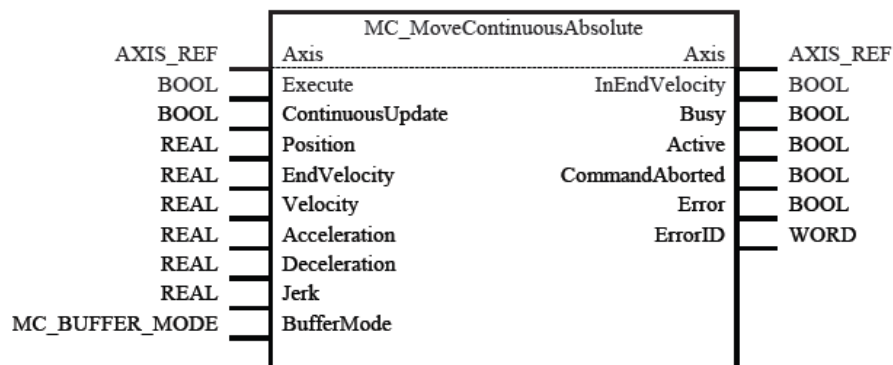 MC_MoveContinuousAbsolute
AXIS_REF Axis Axis AXIS_REF
BOOL Execute InEndVelocity BOOL
BOOL ContinuousUpdate Busy BOOL
REAL Position Active BOOL
REAL EndVelocity CommandAborted BOOL
REAL Velocity Error BOOL
REAL Acceleration ErrorID WORD
REAL Deceleration
REAL Jerk
MC_BUFFER_MODE BufferMode